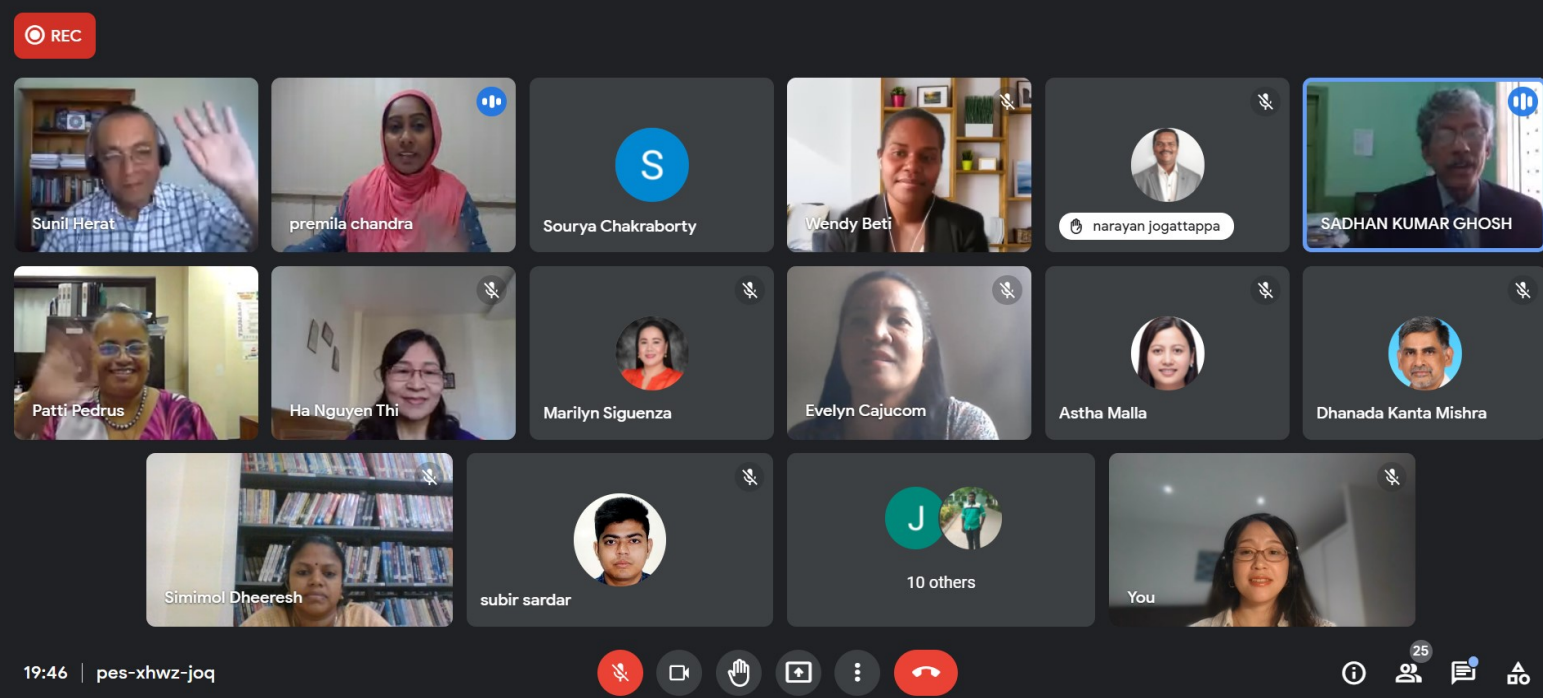 REC
Sunil Herat
premila chandra
S
Sourya Chakraborty
Wendy Beti
narayan jogattappa
SADHAN KUMAR GHOSH
Patti Pedrus
Ha Nguyen Thi
Marilyn Siguenza
Evelyn Cajucom
Astha Malla
Dhanada Kanta Mishra
Simimol Dheeresh
subir sardar
J
10 others
You
19:46 | pes-xhwz-joq
25